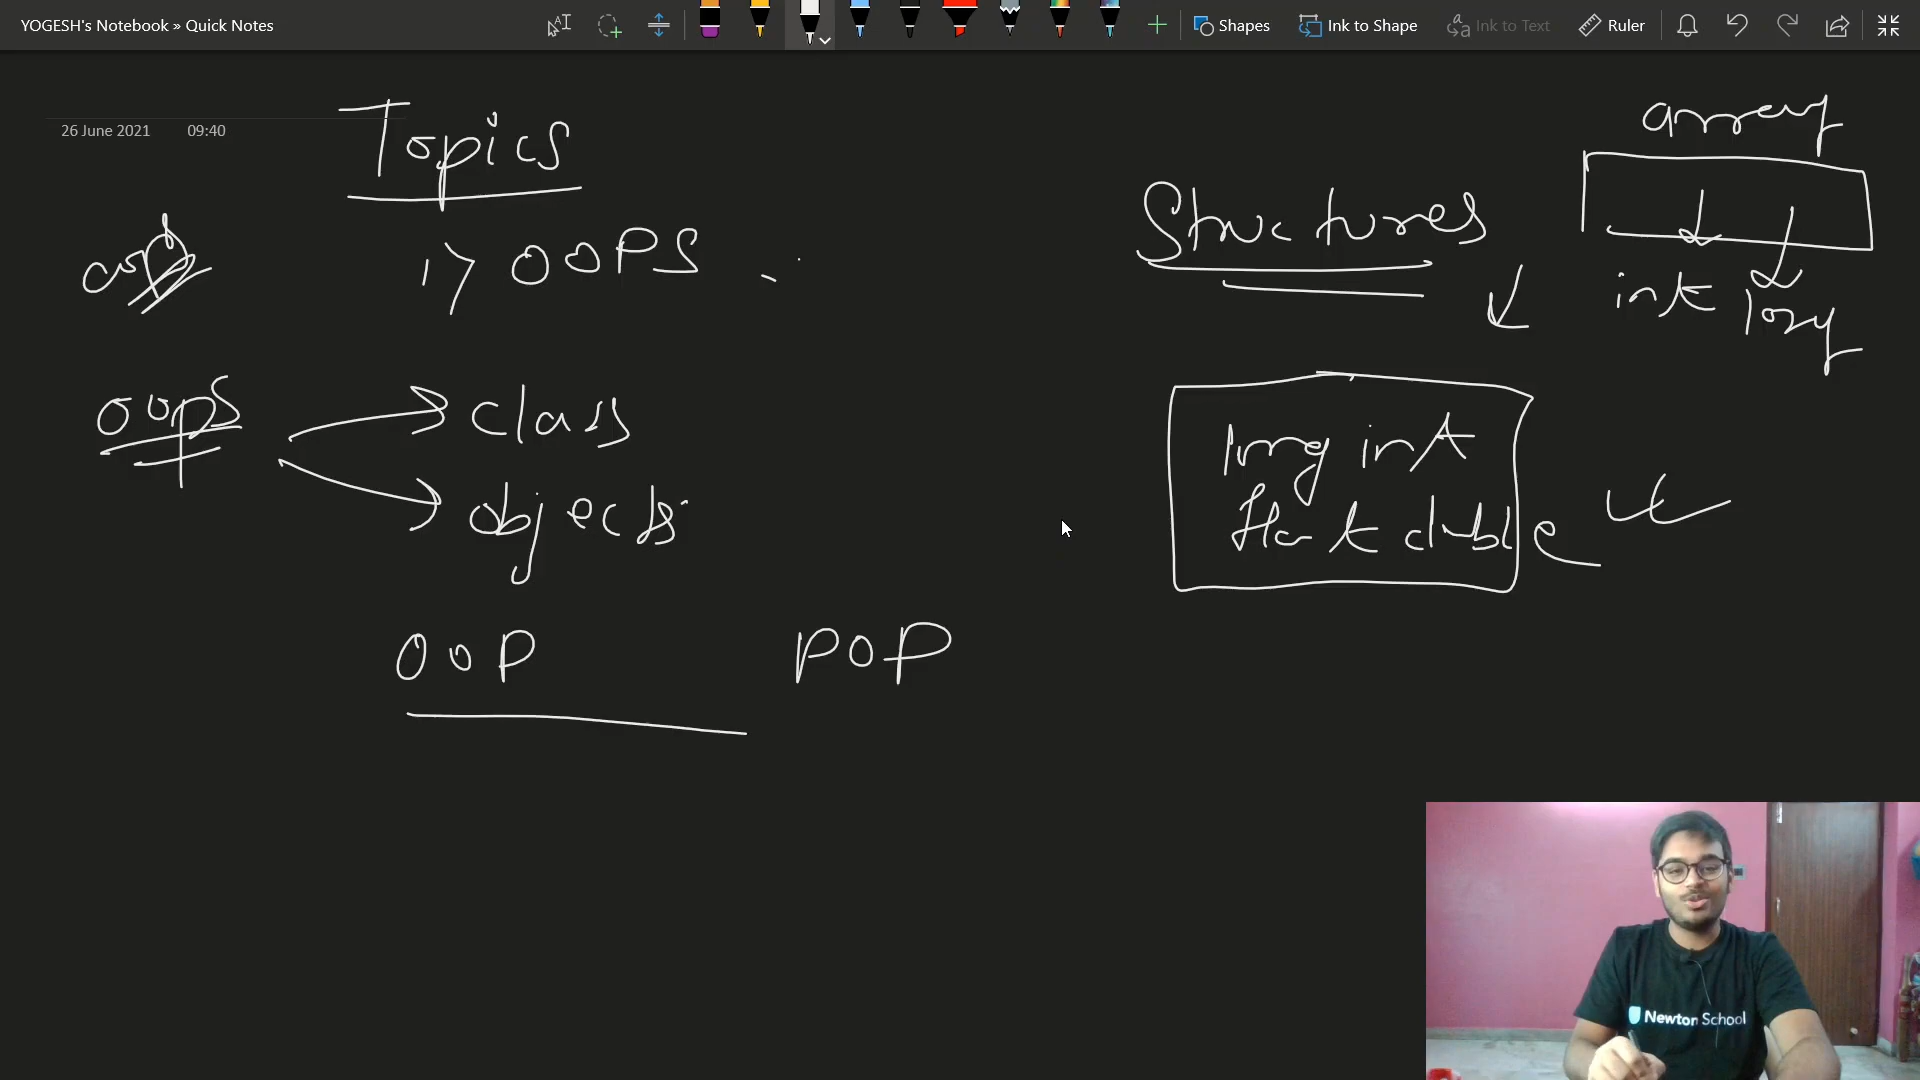 YOGESH's Notebook » Quick Notes
Shapes
Ink to Shape
Ink to Text
Ruler
26 June 2021 09:40
Topics
1> OOPS
oops
class
objects
OOP POP
Structures
array
int long
long int
float double
Newton School